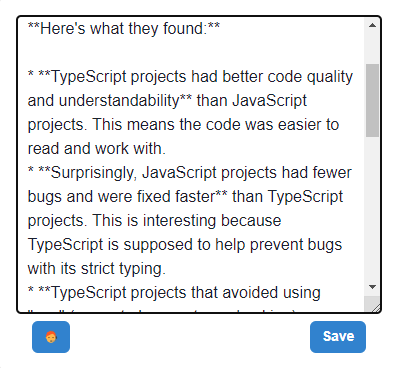 **Here's what they found:**
* **TypeScript projects had better code quality
and understandability** than JavaScript
projects. This means the code was easier to
read and work with.
* **Surprisingly, JavaScript projects had fewer
bugs and were fixed faster** than TypeScript
projects. This is interesting because
TypeScript is supposed to help prevent bugs
with its strict typing.
* **TypeScript projects that avoided using
Save